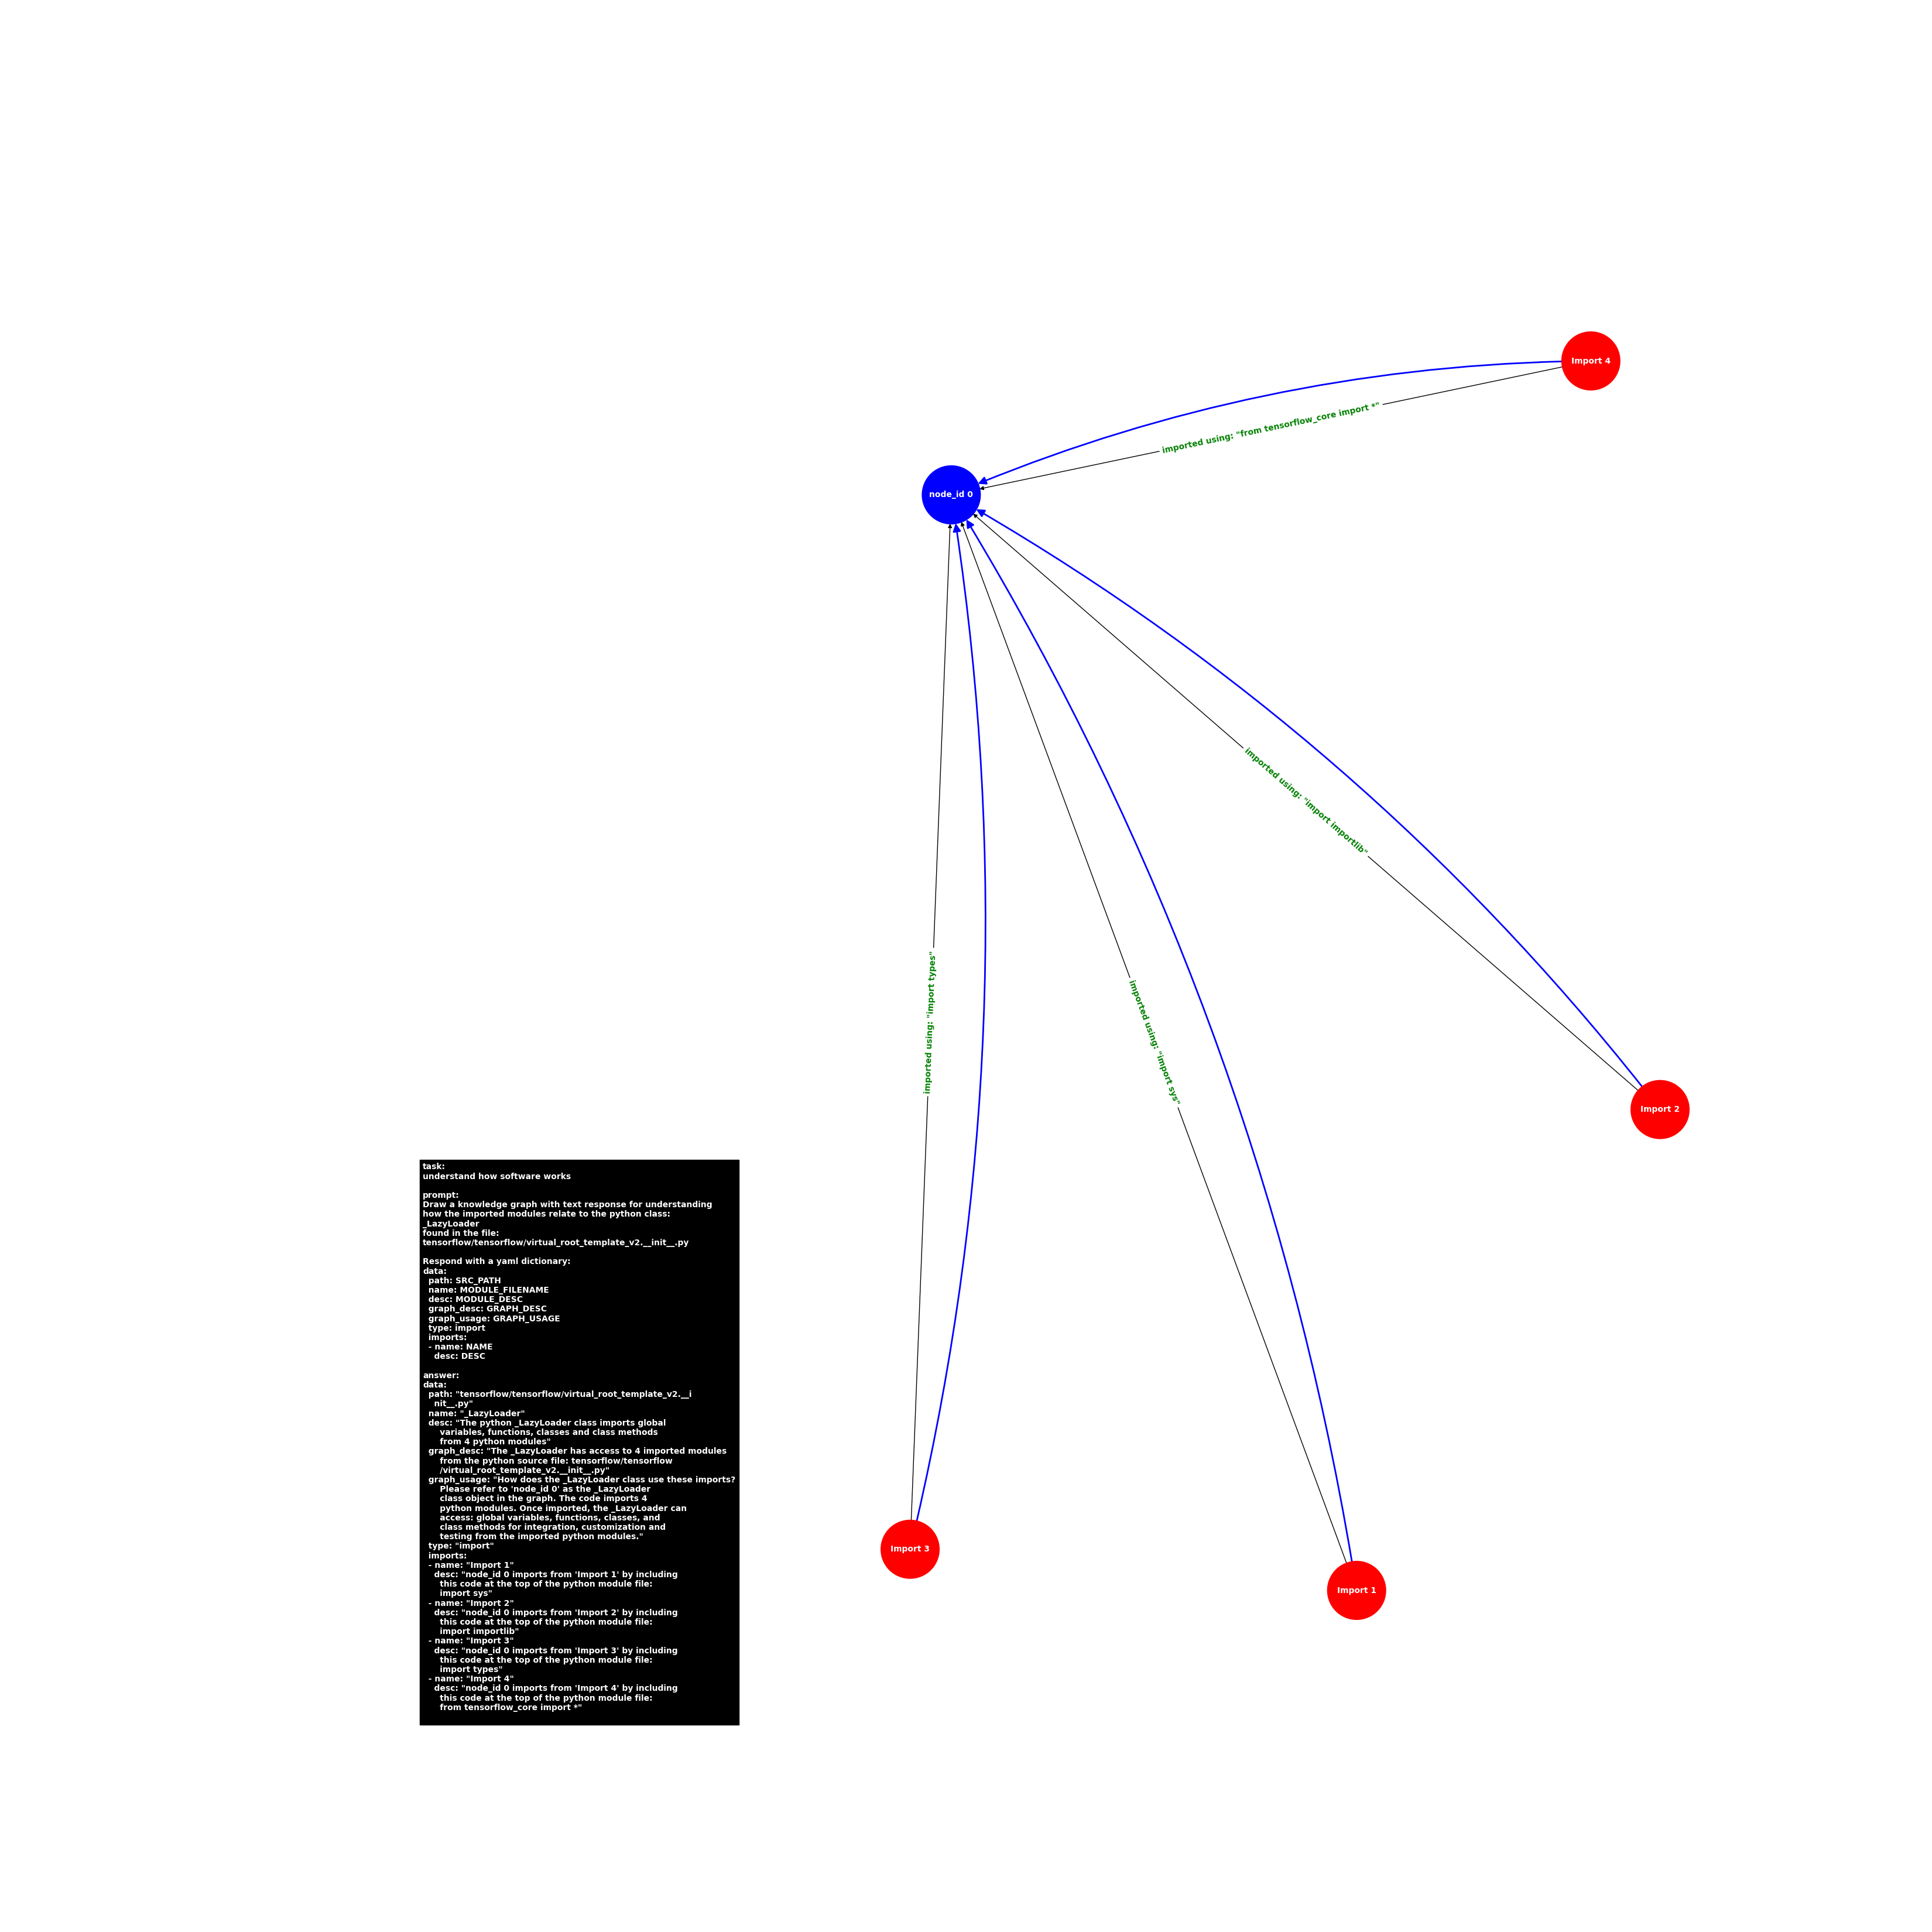 Import 4
imported using: "from tensorflow_core import *"
node_id 0
imported using: "import importlib"
imported using: "import types"
imported using: "import sys"
Import 2
Import 3
Import 1
task:
understand how software works

prompt:
Draw a knowledge graph with text response for understanding
how the imported modules relate to the python class:
_LazyLoader
found in the file:
tensorflow/tensorflow/virtual_root_template_v2.__init__.py

Respond with a yaml dictionary:
data:
  path: SRC_PATH
  name: MODULE_FILENAME
  desc: MODULE_DESC
  graph_desc: GRAPH_DESC
  graph_usage: GRAPH_USAGE
  type: import
  imports:
  - name: NAME
    desc: DESC

answer:
data:
  path: "tensorflow/tensorflow/virtual_root_template_v2.__i
    nit__.py"
  name: "_LazyLoader"
  desc: "The python _LazyLoader class imports global
      variables, functions, classes and class methods
      from 4 python modules"
  graph_desc: "The _LazyLoader has access to 4 imported modules
      from the python source file: tensorflow/tensorflow
      /virtual_root_template_v2.__init__.py"
  graph_usage: "How does the _LazyLoader class use these imports?
      Please refer to 'node_id 0' as the _LazyLoader
      class object in the graph. The code imports 4
      python modules. Once imported, the _LazyLoader can
      access: global variables, functions, classes, and
      class methods for integration, customization and
      testing from the imported python modules."
  type: "import"
  imports:
  - name: "Import 1"
    desc: "node_id 0 imports from 'Import 1' by including
      this code at the top of the python module file:
      import sys"
  - name: "Import 2"
    desc: "node_id 0 imports from 'Import 2' by including
      this code at the top of the python module file:
      import importlib"
  - name: "Import 3"
    desc: "node_id 0 imports from 'Import 3' by including
      this code at the top of the python module file:
      import types"
  - name: "Import 4"
    desc: "node_id 0 imports from 'Import 4' by including
      this code at the top of the python module file:
      from tensorflow_core import *"